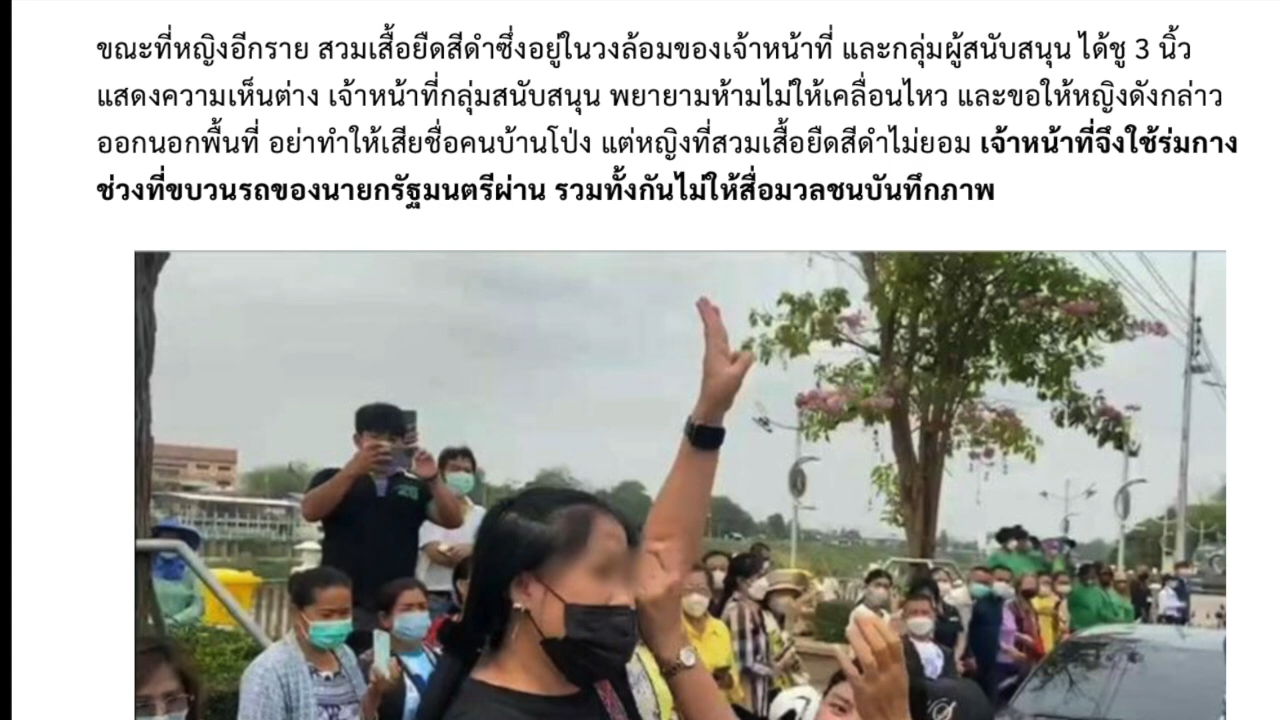 ขณะที่หญิงอีกราย สวมเสื้อยืดสีดำซึ่งอยู่ในวงล้อมของเจ้าหน้าที่ และกลุ่มผู้สนับสนุน ได้ชู 3 นิ้ว
แสดงความเห็นต่าง เจ้าหน้าที่กลุ่มสนับสนุน พยายามห้ามไม่ให้เคลื่อนไหว และขอให้หญิงดังกล่าว
ออกนอกพื้นที่ อย่าทำให้เสียชื่อคนบ้านโป่ง แต่หญิงที่สวมเสื้อยืดสีดำไม่ยอม เจ้าหน้าที่จึงใช้ร่มกาง
ช่วงที่ขบวนรถของนายกรัฐมนตรีผ่าน รวมทั้งกันไม่ให้สื่อมวลชนบันทึกภาพ